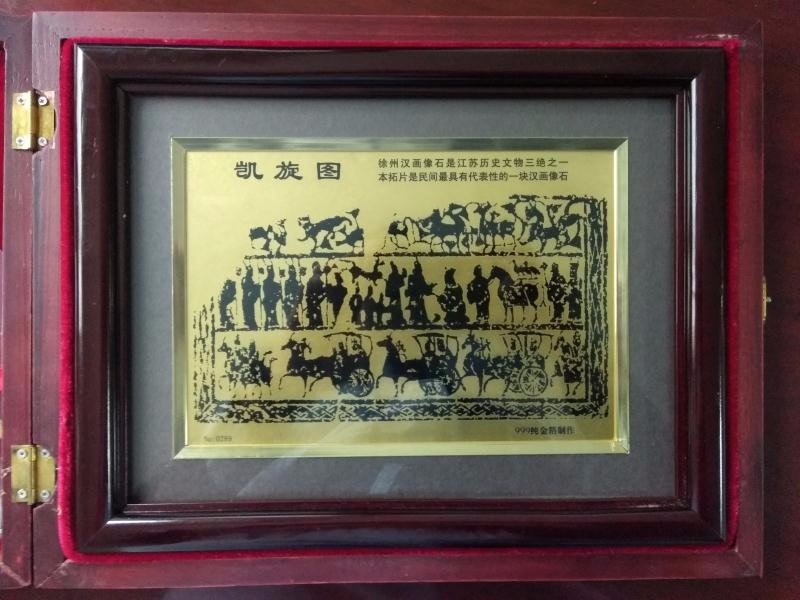 凯旋图
徐州汉画像石是江苏历史文物三绝之一
本拓片是民间最具有代表性的一块汉画像石
No:0289
999纯金箔制作